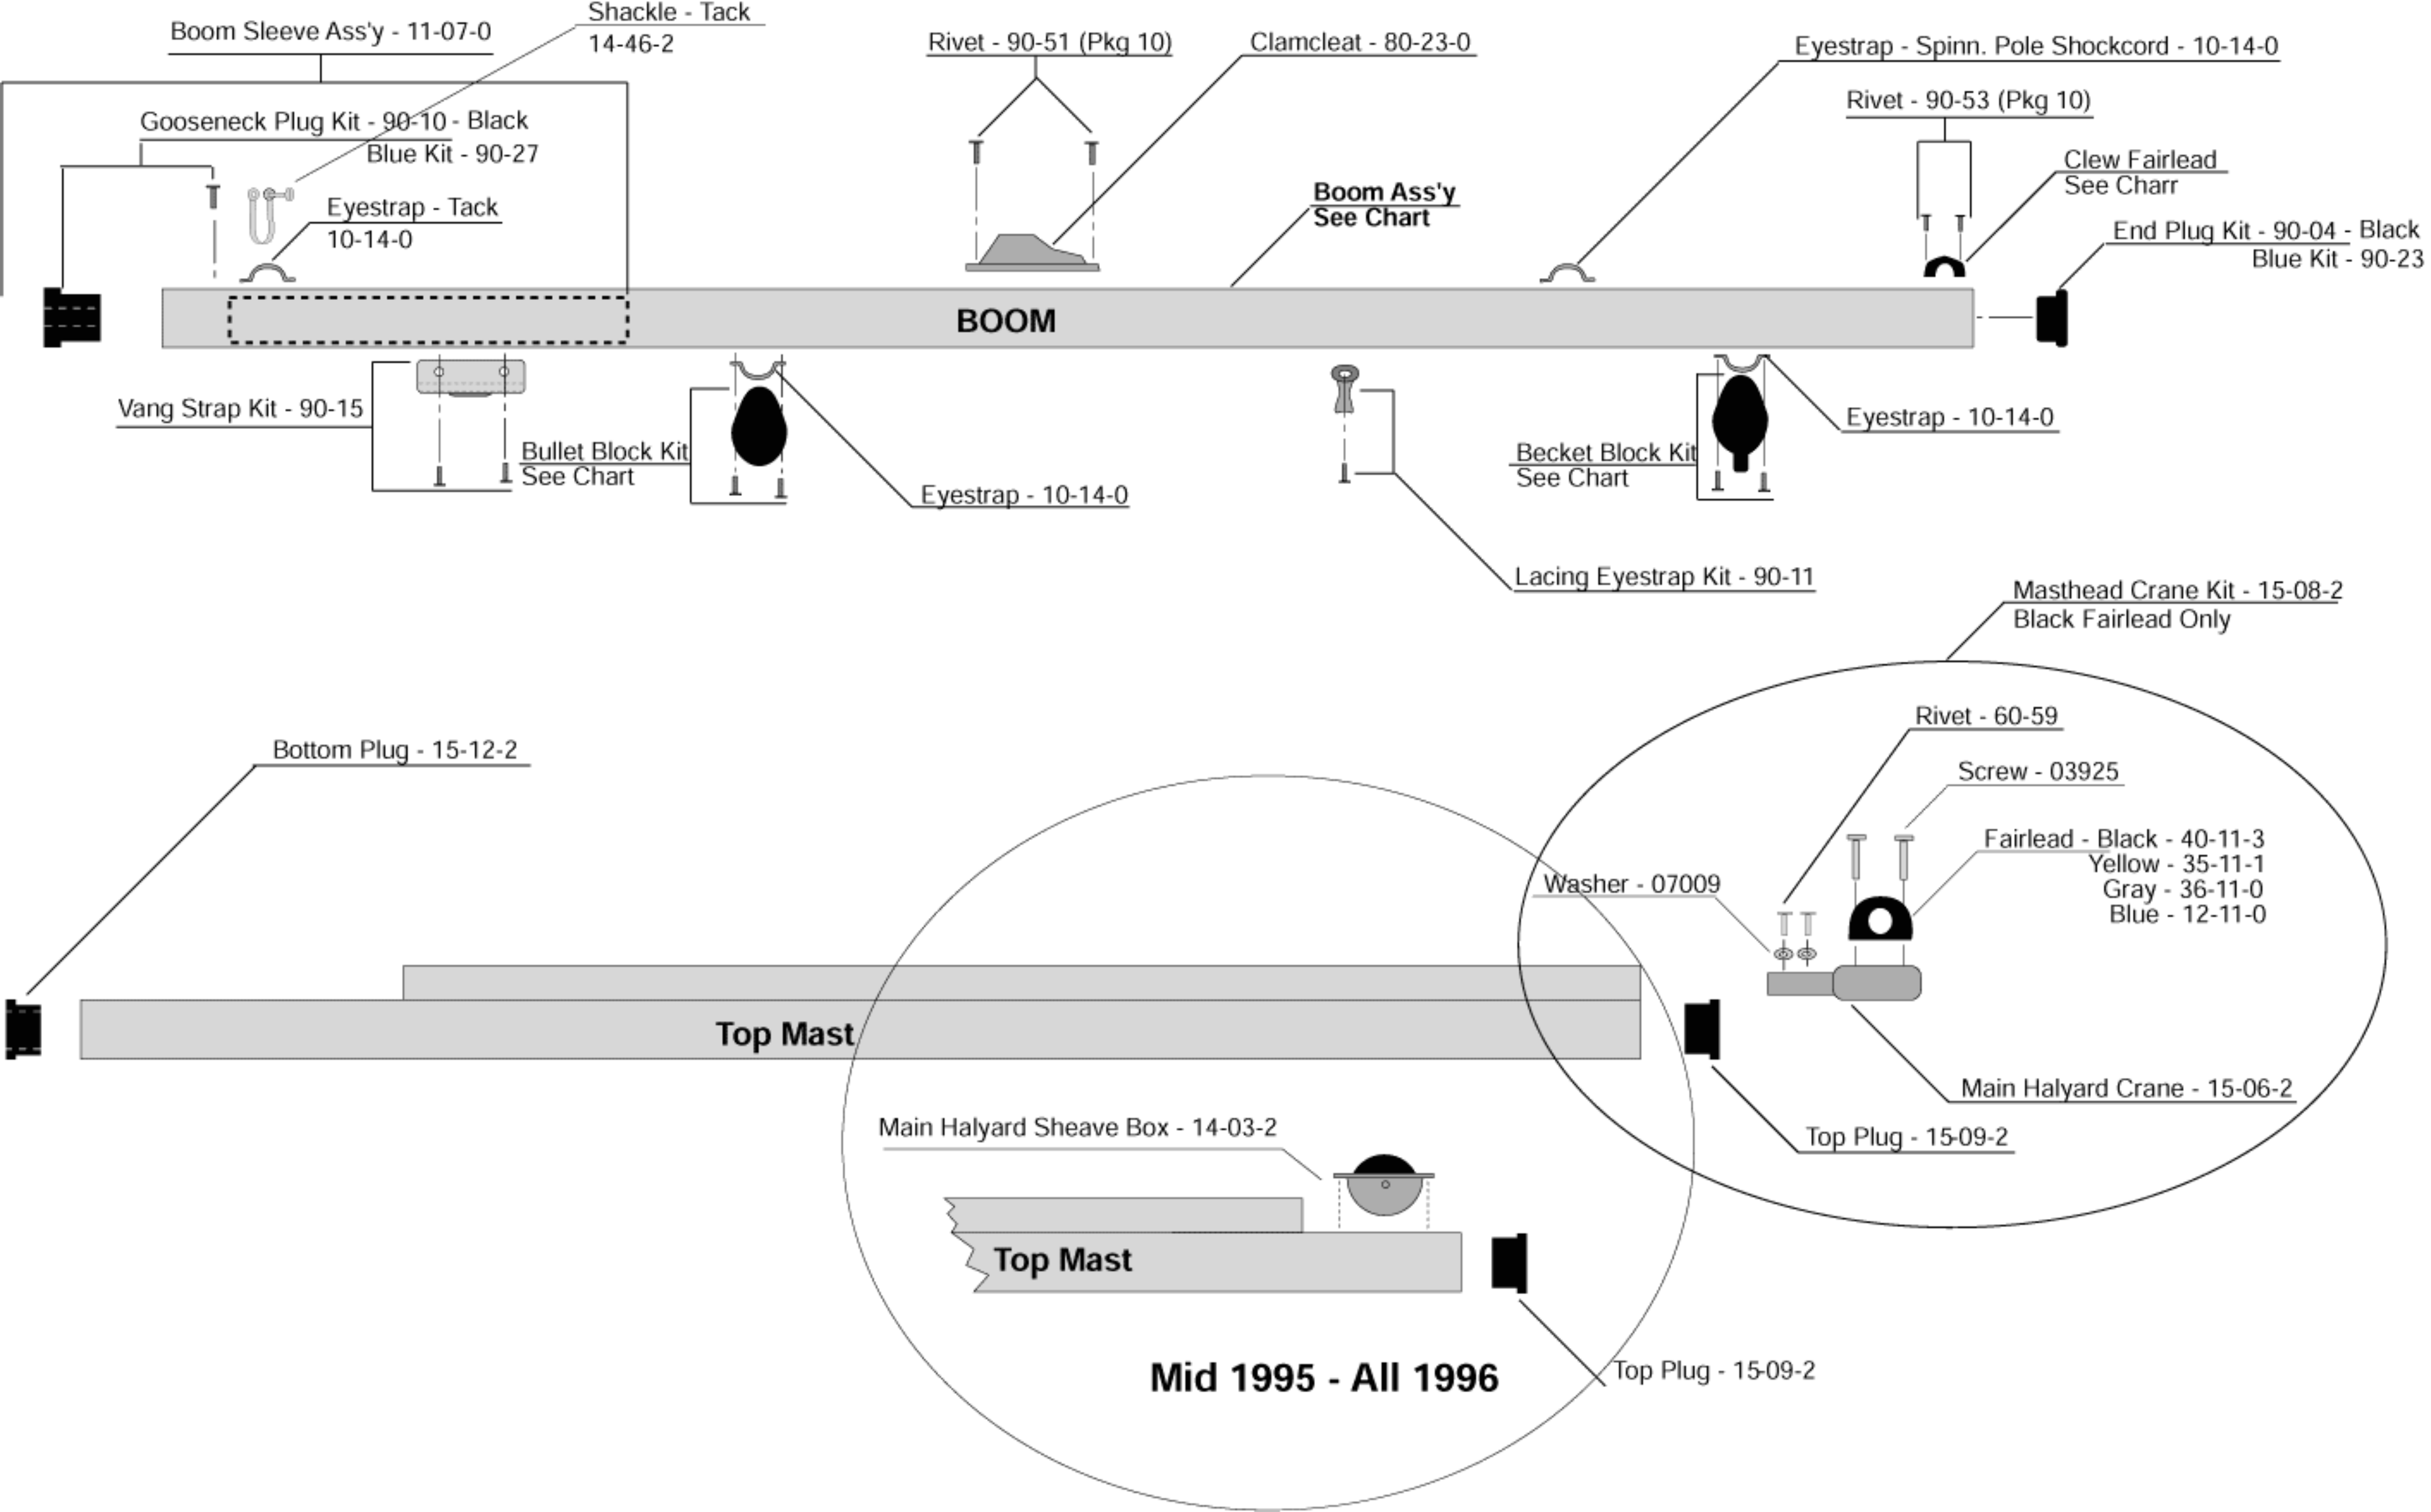 Shackle - Tack
14-46-2
Boom Sleeve Ass'y - 11-07-0
Rivet - 90-51 (Pkg 10)
Clamcleat - 80-23-0
Eyestrap - Spinn. Pole Shockcord - 10-14-0
Rivet - 90-53 (Pkg 10)
Gooseneck Plug Kit - 90-10 - Black
Blue Kit - 90-27
Clew Fairlead
See Charr
Eyestrap - Tack
10-14-0
Boom Ass'y
See Chart
End Plug Kit - 90-04 - Black
Blue Kit - 90-23
BOOM
Vang Strap Kit - 90-15
Bullet Block Kit
See Chart
Eyestrap - 10-14-0
Becket Block Kit
See Chart
Eyestrap - 10-14-0
Lacing Eyestrap Kit - 90-11
Masthead Crane Kit - 15-08-2
Black Fairlead Only
Rivet - 60-59
Bottom Plug - 15-12-2
Screw - 03925
Fairlead - Black - 40-11-3
Yellow - 35-11-1
Gray - 36-11-0
Blue - 12-11-0
Washer - 07009
Top Mast
Main Halyard Crane - 15-06-2
Top Plug - 15-09-2
Main Halyard Sheave Box - 14-03-2
Top Mast
Top Plug - 15-09-2
Mid 1995 - All 1996